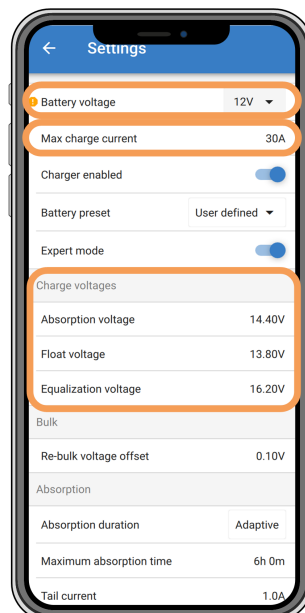 Settings
Battery voltage 12V
Max charge current 30A
Charger enabled
Battery preset User defined
Expert mode
Charge voltages
Absorption voltage 14.40V
Float voltage 13.80V
Equalization voltage 16.20V
Bulk
Re-bulk voltage offset 0.10V
Absorption
Absorption duration Adaptive
Maximum absorption time 6h 0m
Tail current 1.0A